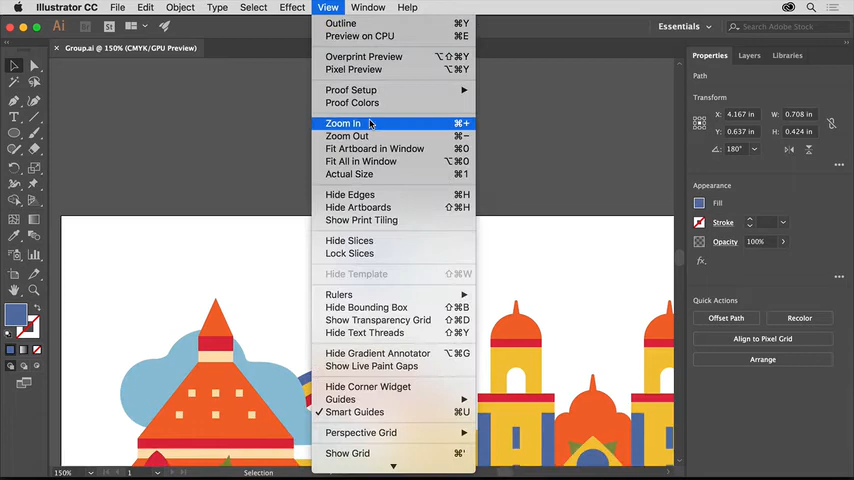 Illustrator CC File Edit Object Type Select Effect View Window Help
Ai Br St Essentials Search Adobe Stock
× Group.ai @ 150% (CMYK/GPU Preview)
Outline ⌘Y
Preview on CPU ⌘E
Overprint Preview ⌥⇧⌘Y
Pixel Preview ⌥⌘Y
Proof Setup
Proof Colors
Zoom In ⌘+
Zoom Out ⌘−
Fit Artboard in Window ⌘0
Fit All in Window ⌥⌘0
Actual Size ⌘1
Hide Edges ⌘H
Hide Artboards ⇧⌘H
Show Print Tiling
Hide Slices
Lock Slices
Hide Template ⇧⌘W
Rulers
Hide Bounding Box ⇧⌘B
Show Transparency Grid ⇧⌘D
Hide Text Threads ⇧⌘Y
Hide Gradient Annotator ⌥⌘G
Show Live Paint Gaps
Hide Corner Widget
Guides
✓ Smart Guides ⌘U
Perspective Grid
Show Grid ⌘'
Properties Layers Libraries
Path
Transform
X: 4.167 in W: 0.708 in
Y: 0.637 in H: 0.424 in
180°
Appearance
Fill
Stroke
Opacity 100%
fx.
Quick Actions
Offset Path Recolor
Align to Pixel Grid
Arrange
150% 1 Selection